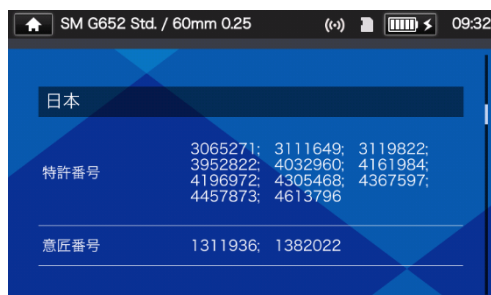 SM G652 Std. / 60mm 0.25 09:32
日本
特許番号
3065271; 3111649; 3119822;
3952822; 4032960; 4161984;
4196972; 4305468; 4367597;
4457873; 4613796
意匠番号 1311936; 1382022